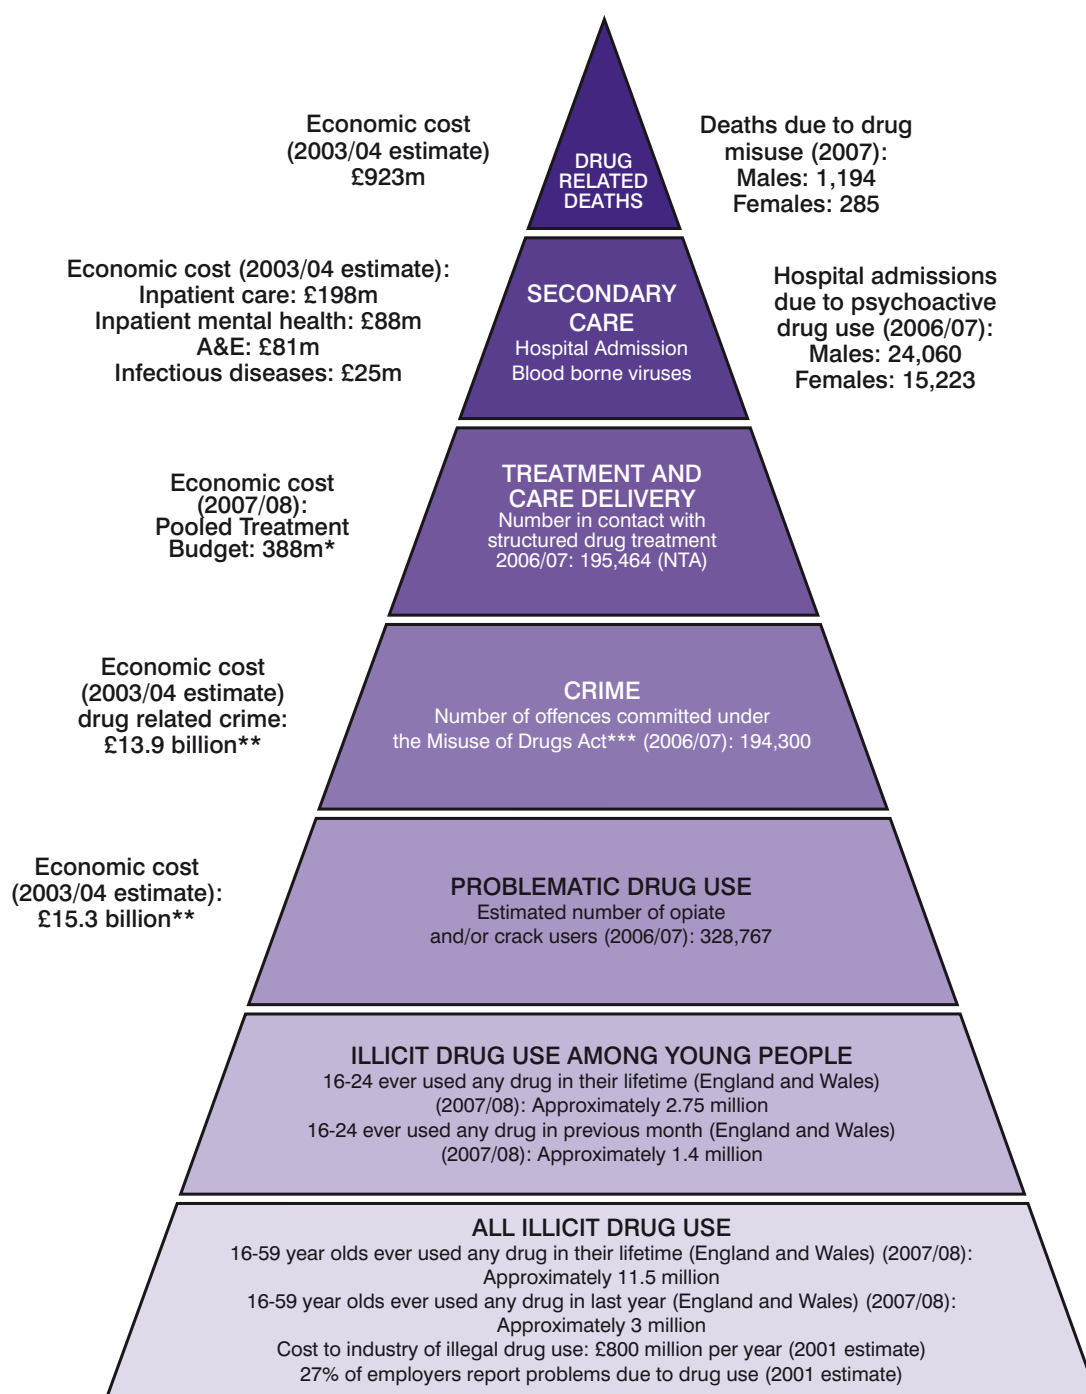 Economic cost
(2003/04 estimate)
£923m
DRUG
RELATED
DEATHS
Deaths due to drug
misuse (2007):
Males: 1,194
Females: 285
Economic cost (2003/04 estimate):
Inpatient care: £198m
Inpatient mental health: £88m
A&E: £81m
Infectious diseases: £25m
SECONDARY
CARE
Hospital Admission
Blood borne viruses
Hospital admissions
due to psychoactive
drug use (2006/07):
Males: 24,060
Females: 15,223
Economic cost
(2007/08):
Pooled Treatment
Budget: 388m*
TREATMENT AND
CARE DELIVERY
Number in contact with
structured drug treatment
2006/07: 195,464 (NTA)
Economic cost
(2003/04 estimate)
drug related crime:
£13.9 billion**
CRIME
Number of offences committed under
the Misuse of Drugs Act*** (2006/07): 194,300
Economic cost
(2003/04 estimate):
£15.3 billion**
PROBLEMATIC DRUG USE
Estimated number of opiate
and/or crack users (2006/07): 328,767
ILLICIT DRUG USE AMONG YOUNG PEOPLE
16-24 ever used any drug in their lifetime (England and Wales)
(2007/08): Approximately 2.75 million
16-24 ever used any drug in previous month (England and Wales)
(2007/08): Approximately 1.4 million
ALL ILLICIT DRUG USE
16-59 year olds ever used any drug in their lifetime (England and Wales) (2007/08):
Approximately 11.5 million
16-59 year olds ever used any drug in last year (England and Wales) (2007/08):
Approximately 3 million
Cost to industry of illegal drug use: £800 million per year (2001 estimate)
27% of employers report problems due to drug use (2001 estimate)